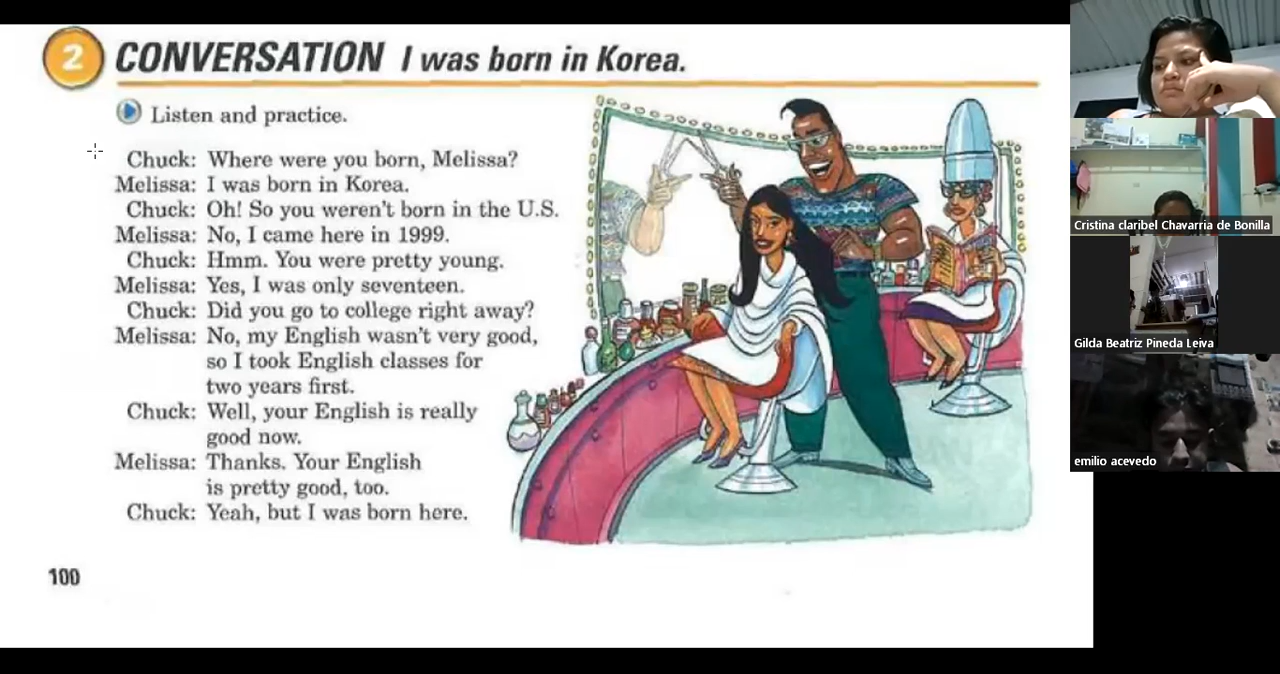 2 CONVERSATION I was born in Korea.
Listen and practice.
Chuck: Where were you born, Melissa?
Melissa: I was born in Korea.
Chuck: Oh! So you weren't born in the U.S.
Melissa: No, I came here in 1999.
Chuck: Hmm. You were pretty young.
Melissa: Yes, I was only seventeen.
Chuck: Did you go to college right away?
Melissa: No, my English wasn't very good,
so I took English classes for
two years first.
Chuck: Well, your English is really
good now.
Melissa: Thanks. Your English
is pretty good, too.
Chuck: Yeah, but I was born here.
100
Cristina claribel Chavarria de Bonilla
Gilda Beatriz Pineda Leiva
emilio acevedo